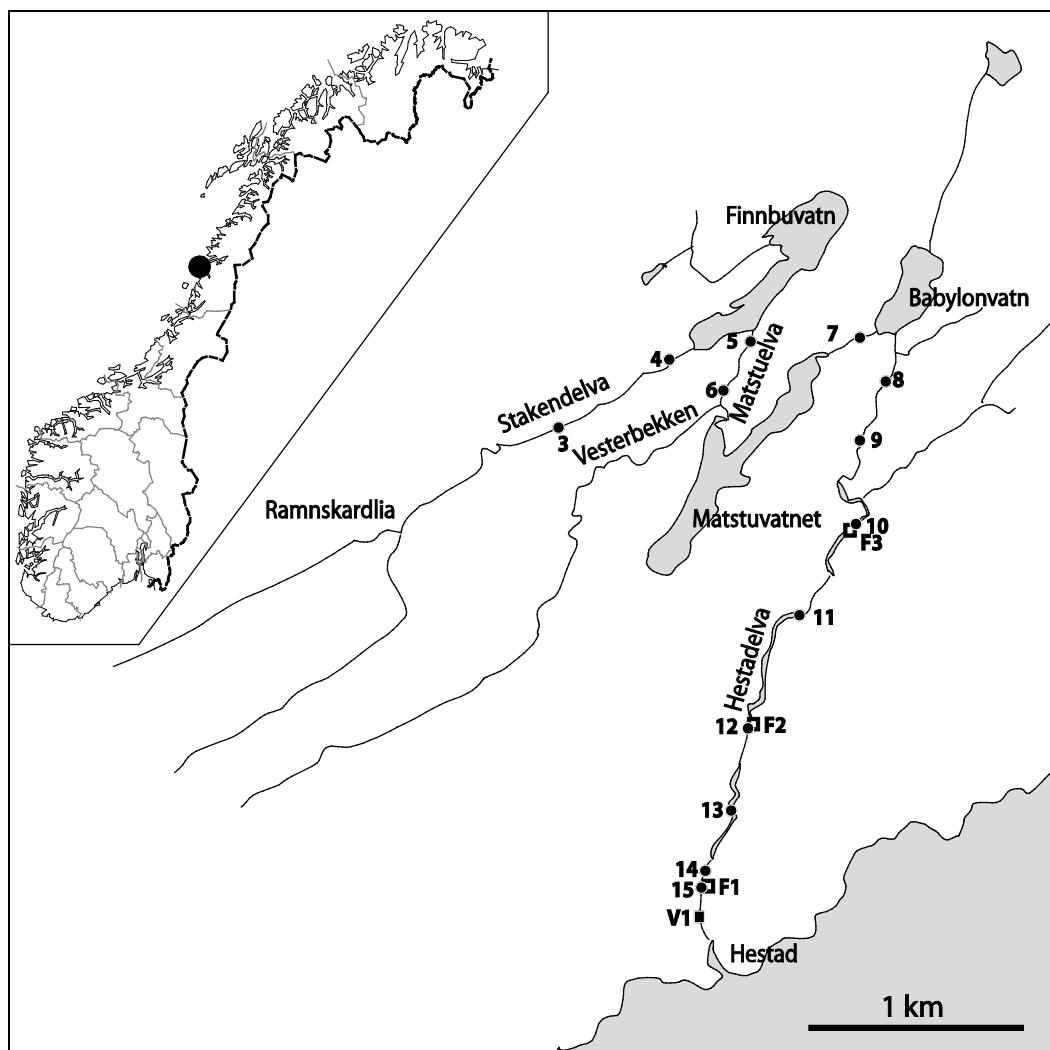 Finnbuvatn
Babylonvatn
7
5
Matstuelva
4
8
6
Stakendelva
Vesterbekken
3
9
Ramnskardlia
Matstuvatnet
10
F3
11
Hestadelva
12
F2
13
14
15
F1
V1
Hestad
1 km